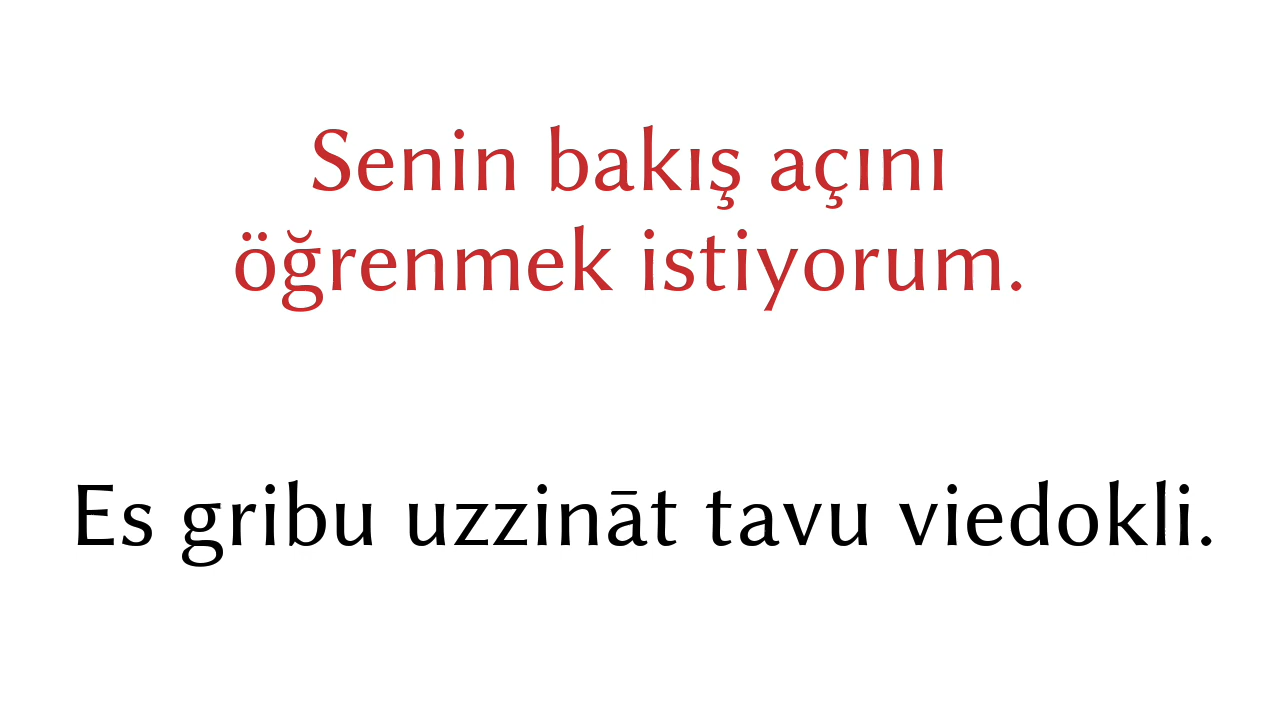 Senin bakış açını
öğrenmek istiyorum.
Es gribu uzzināt tavu viedokli.